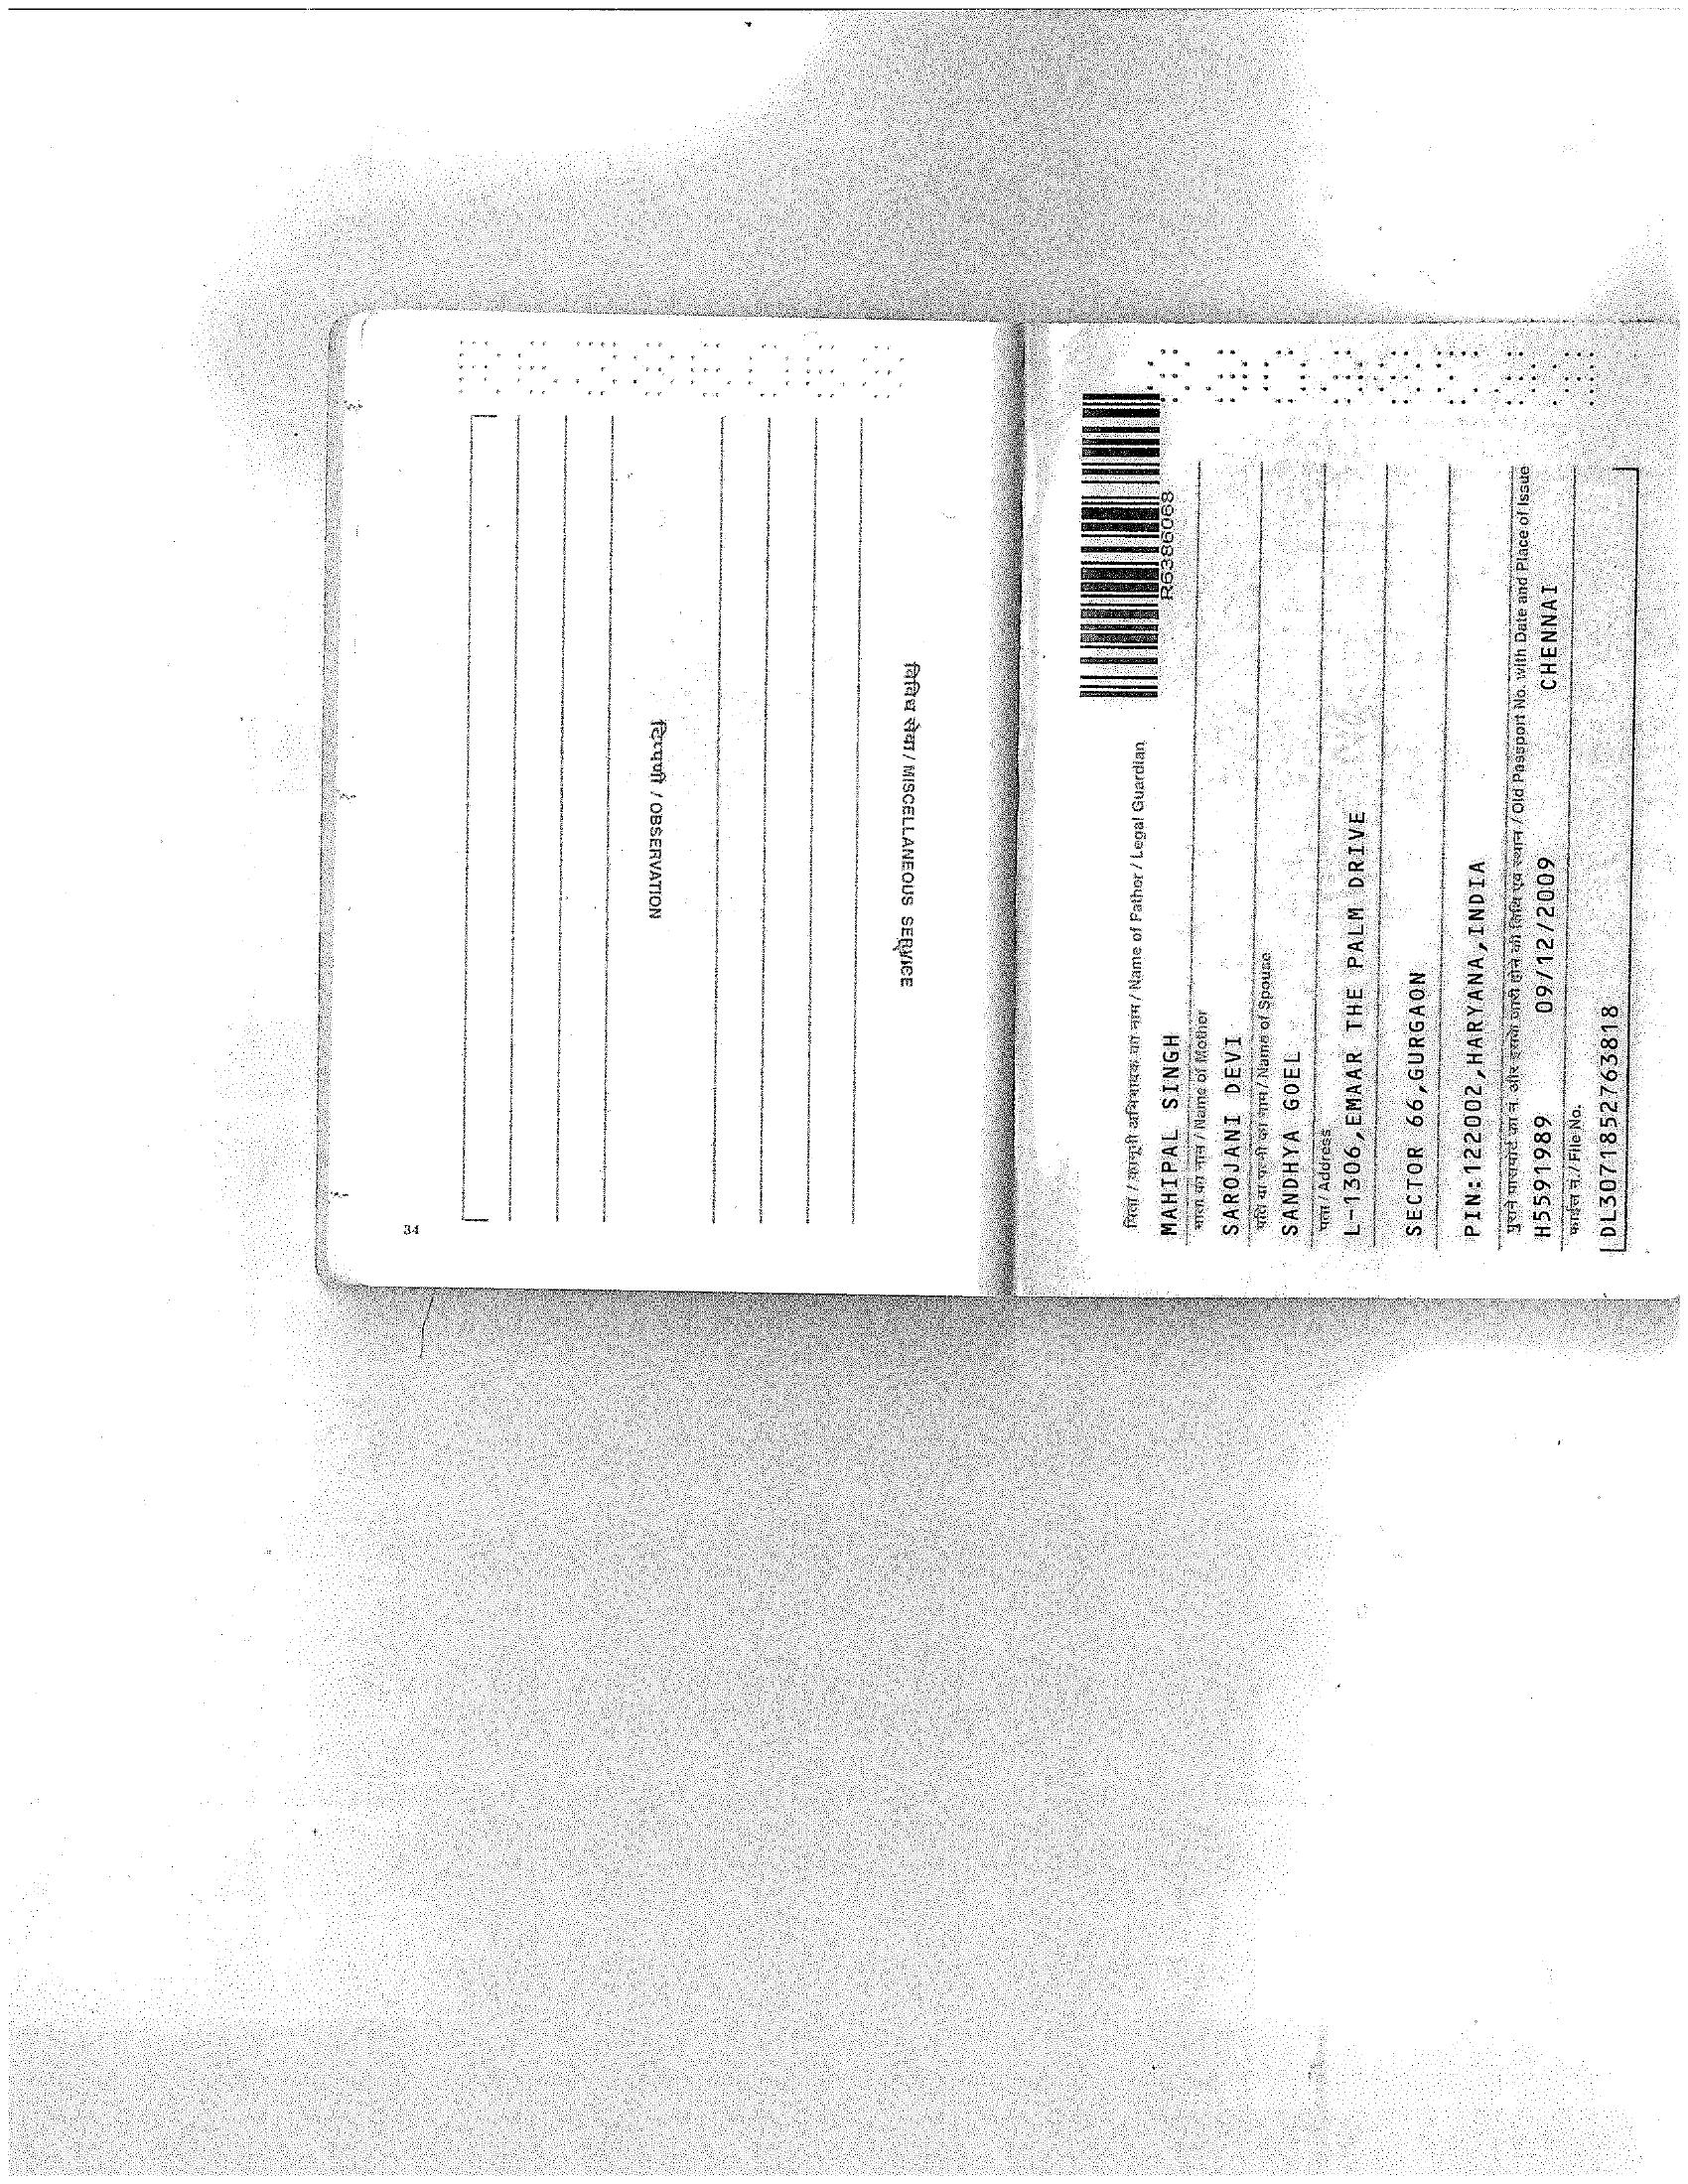 34
विविध सेवा / MISCELLANEOUS SERVICE
टिप्पणी / OBSERVATION
R6386068
पिता / कानूनी अभिभावक का नाम / Name of Father / Legal Guardian
MAHIPAL SINGH
माता का नाम / Name of Mother
SAROJANI DEVI
पति या पत्नी का नाम / Name of Spouse
SANDHYA GOEL
पता / Address
L-1306,EMAAR THE PALM DRIVE
SECTOR 66,GURGAON
PIN:122002,HARYANA,INDIA
पुराने पासपोर्ट का नं. और इसके जारी होने की तिथि एवं स्थान / Old Passport No. with Date and Place of Issue
H5591989 09/12/2009 CHENNAI
फाईल नं. / File No.
DL3071852763818